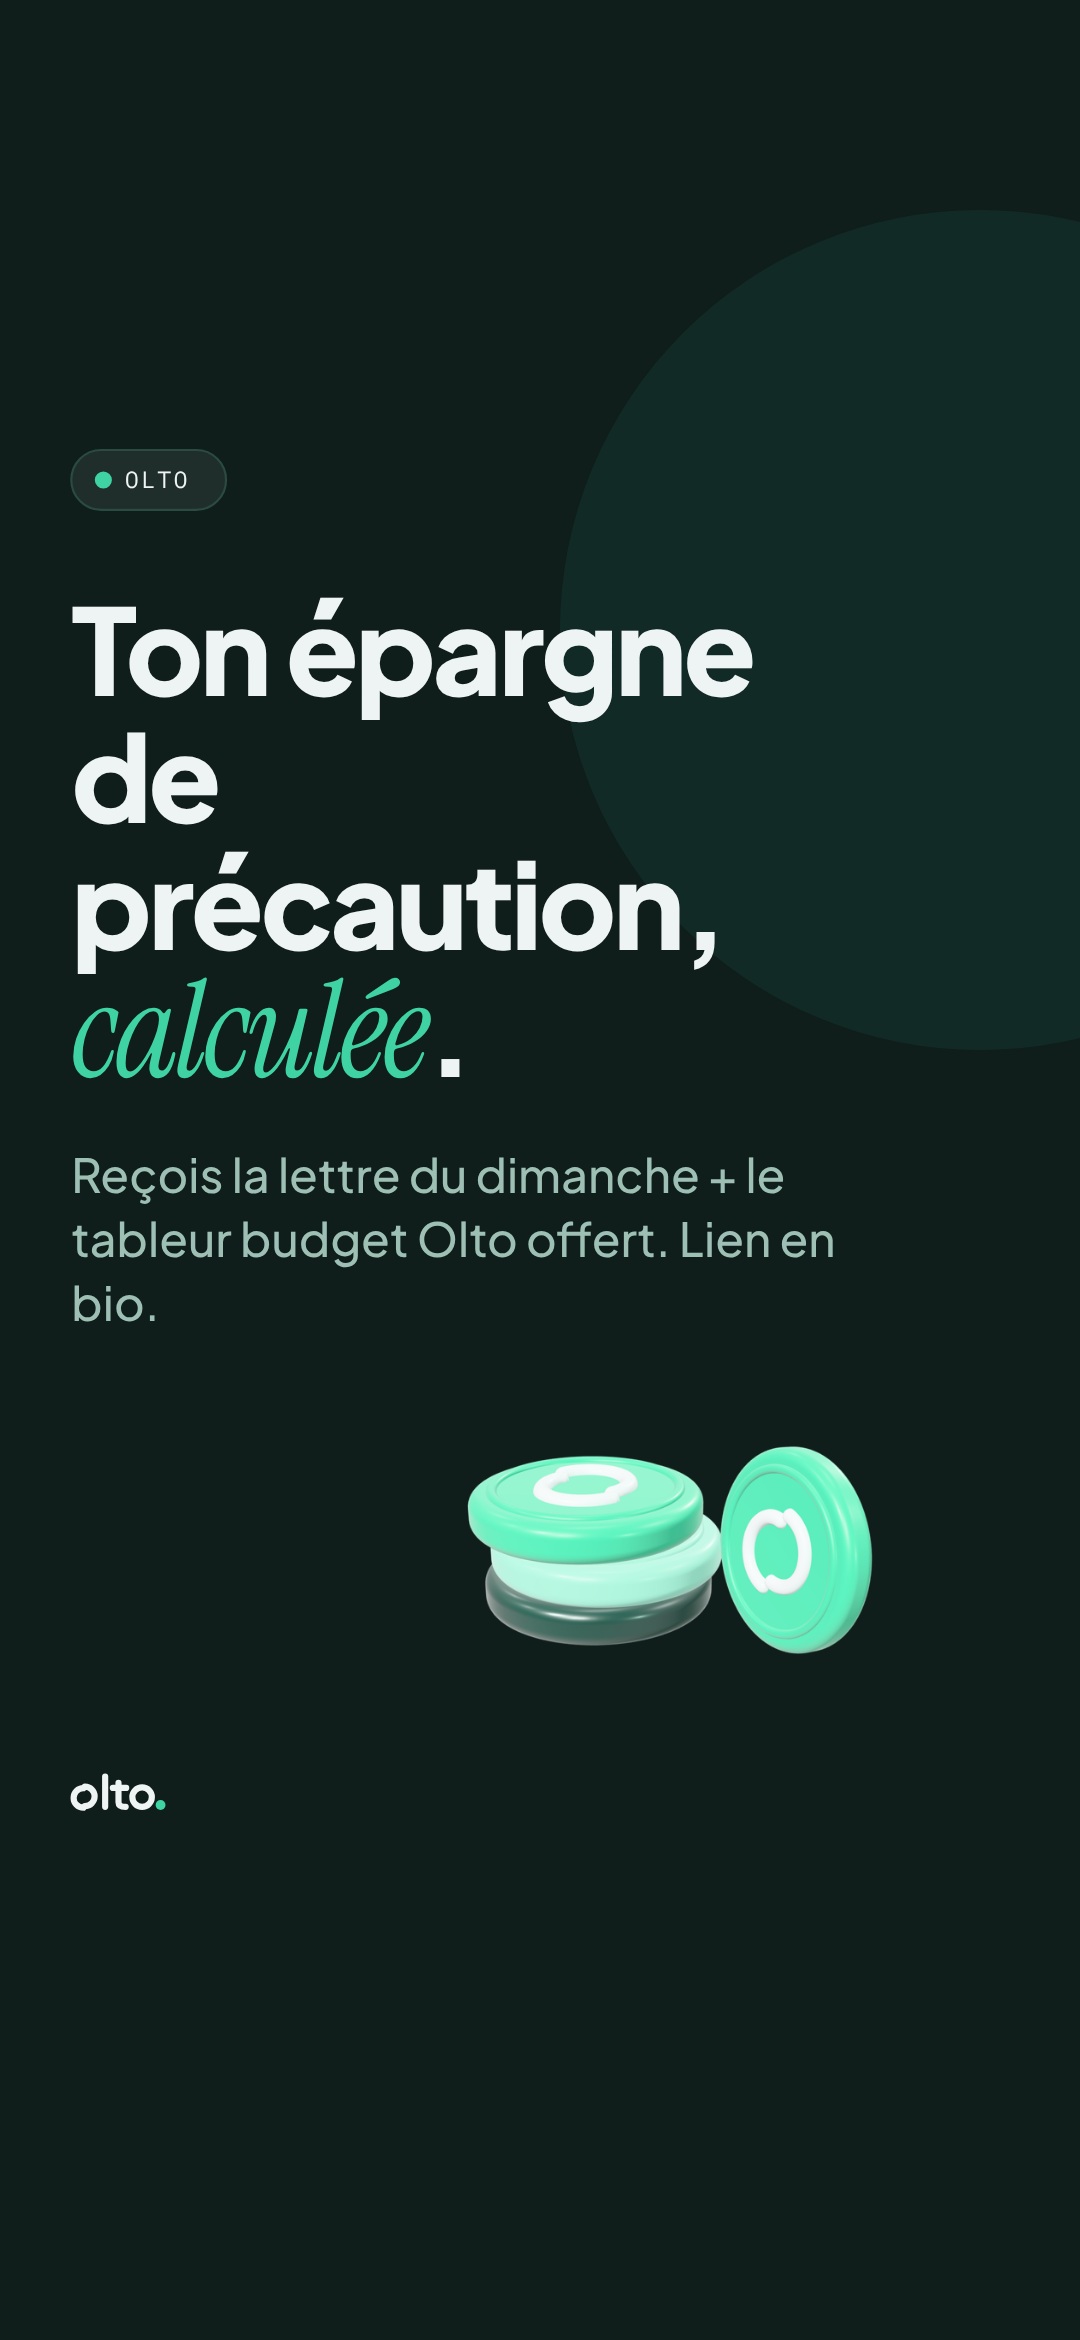 OLTO
Ton épargne
de
précaution,
calculée.
Reçois la lettre du dimanche + le
tableur budget Olto offert. Lien en
bio.
olto.